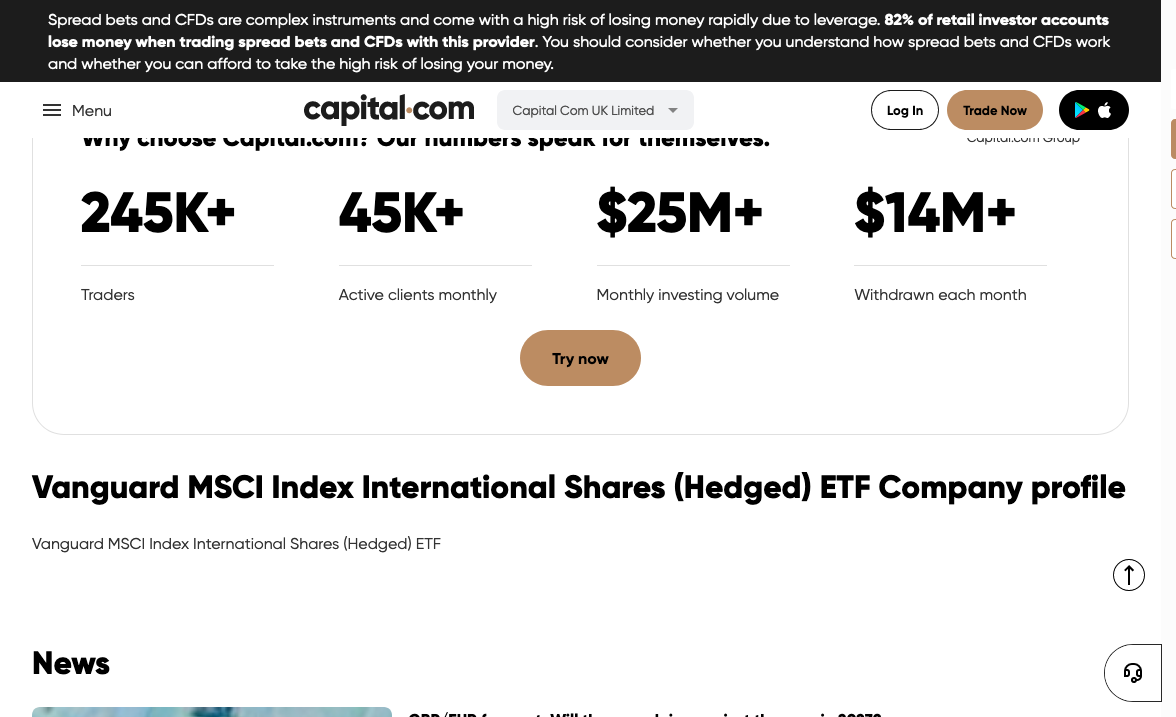 Spread bets and CFDs are complex instruments and come with a high risk of losing money rapidly due to leverage. 82% of retail investor accounts
lose money when trading spread bets and CFDs with this provider. You should consider whether you understand how spread bets and CFDs work
and whether you can afford to take the high risk of losing your money.
Menu
capital.com
Capital Com UK Limited
Log In
Trade Now
Why choose Capital.com? Our numbers speak for themselves.
Capital.com Group
245K+
45K+
$25M+
$14M+
Traders
Active clients monthly
Monthly investing volume
Withdrawn each month
Try now
Vanguard MSCI Index International Shares (Hedged) ETF Company profile
Vanguard MSCI Index International Shares (Hedged) ETF
News